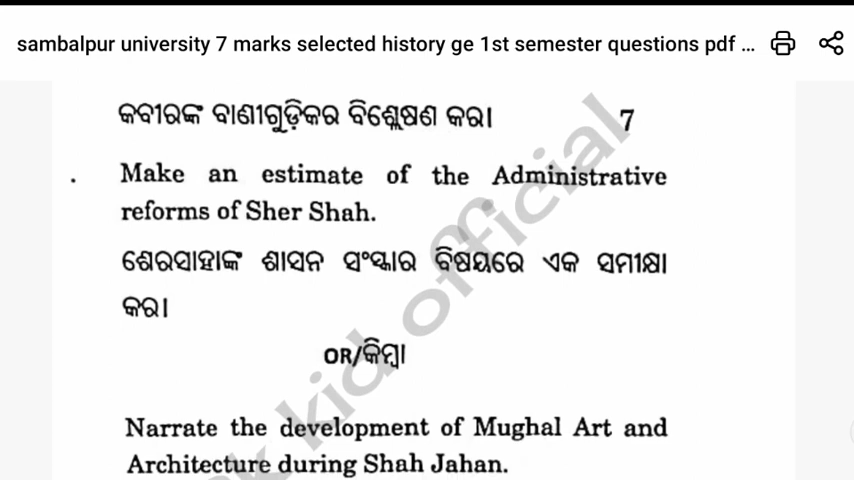 sambalpur university 7 marks selected history ge 1st semester questions pdf ...
କବୀରଙ୍କ ବାଣୀଗୁଡ଼ିକର ବିଶ୍ଳେଷଣ କର। 7
. Make an estimate of the Administrative
reforms of Sher Shah.
ଶେରସାହାଙ୍କ ଶାସନ ସଂସ୍କାର ବିଷୟରେ ଏକ ସମୀକ୍ଷା
କର।
OR/କିମ୍ବା
Narrate the development of Mughal Art and
Architecture during Shah Jahan.
kid official